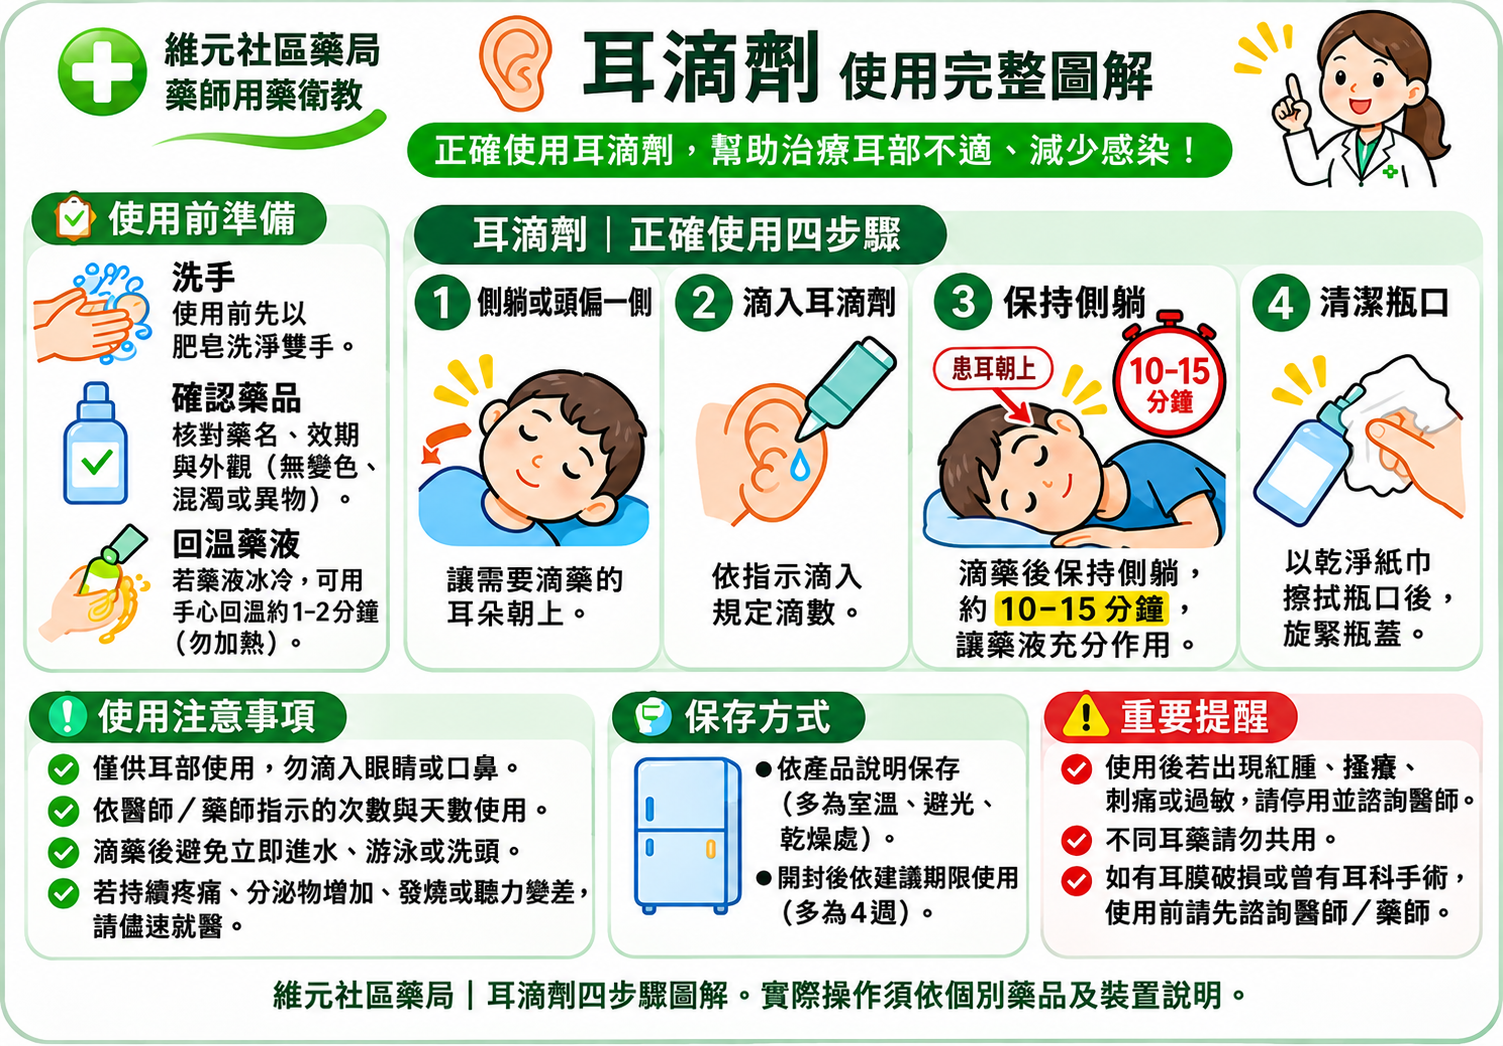 維元社區藥局
藥師用藥衛教
耳滴劑 使用完整圖解
正確使用耳滴劑，幫助治療耳部不適、減少感染！
使用前準備
洗手
使用前先以
肥皂洗淨雙手。
確認藥品
核對藥名、效期
與外觀（無變色、
混濁或異物）。
回溫藥液
若藥液冰冷，可用
手心回溫約1-2分鐘
（勿加熱）。
耳滴劑｜正確使用四步驟
1 側躺或頭偏一側
讓需要滴藥的
耳朵朝上。
2 滴入耳滴劑
依指示滴入
規定滴數。
3 保持側躺
患耳朝上
10-15
分鐘
滴藥後保持側躺，
約 10-15 分鐘，
讓藥液充分作用。
4 清潔瓶口
以乾淨紙巾
擦拭瓶口後，
旋緊瓶蓋。
使用注意事項
僅供耳部使用，勿滴入眼睛或口鼻。
依醫師／藥師指示的次數與天數使用。
滴藥後避免立即進水、游泳或洗頭。
若持續疼痛、分泌物增加、發燒或聽力變差，
請儘速就醫。
保存方式
●依產品說明保存
（多為室溫、避光、
乾燥處）。
●開封後依建議期限使用
（多為4週）。
重要提醒
使用後若出現紅腫、搔癢、
刺痛或過敏，請停用並諮詢醫師。
不同耳藥請勿共用。
如有耳膜破損或曾有耳科手術，
使用前請先諮詢醫師／藥師。
維元社區藥局｜耳滴劑四步驟圖解。實際操作須依個別藥品及裝置說明。